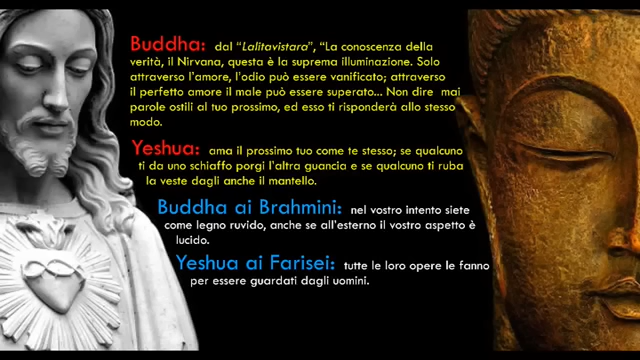 Buddha: dal “Lalitavistara”, “La conoscenza della
verità, il Nirvana, questa è la suprema illuminazione. Solo
attraverso l'amore, l'odio può essere vanificato; attraverso
il perfetto amore il male può essere superato... Non dire mai
parole ostili al tuo prossimo, ed esso ti risponderà allo stesso
modo.
Yeshua: ama il prossimo tuo come te stesso; se qualcuno
ti da uno schiaffo porgi l'altra guancia e se qualcuno ti ruba
la veste dagli anche il mantello.
Buddha ai Brahmini: nel vostro intento siete
come legno ruvido, anche se all'esterno il vostro aspetto è
lucido.
Yeshua ai Farisei: tutte le loro opere le fanno
per essere guardati dagli uomini.